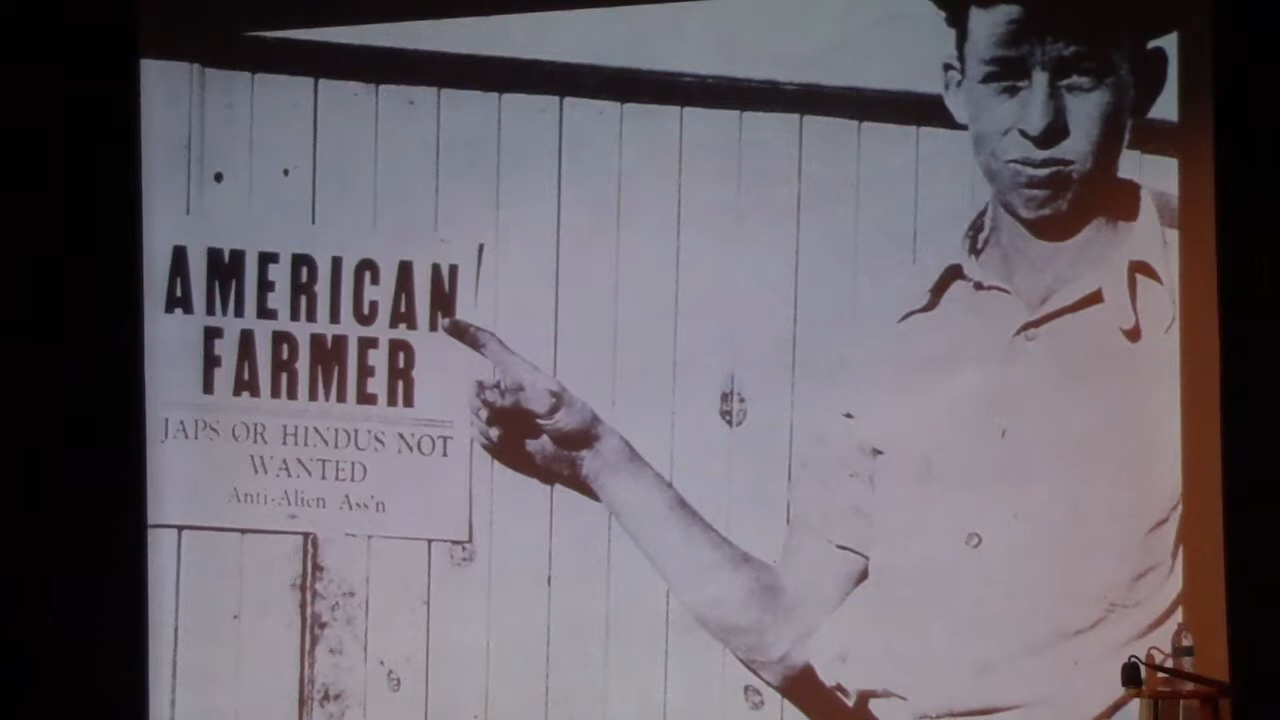 AMERICAN
FARMER
JAPS OR HINDUS NOT
WANTED
Anti-Alien Ass'n